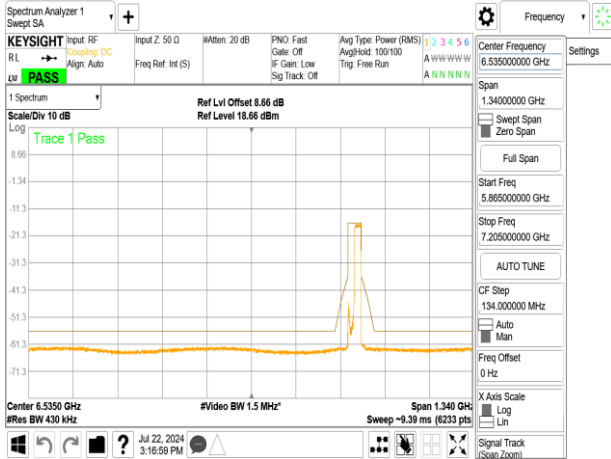 Spectrum Analyzer 1
Swept SA
Frequency
KEYSIGHT
Input: RF
Input Z: 50 Ω
#Atten: 20 dB
PNO: Fast
Avg Type: Power (RMS)
1 2 3 4 5 6
RL
Coupling: DC
Gate: Off
Avg|Hold: 100/100
Align: Auto
Freq Ref: Int (S)
IF Gain: Low
Trig: Free Run
A W W W W W
Sig Track: Off
LXI
PASS
A N N N N N
1 Spectrum
Ref Lvl Offset 8.66 dB
Scale/Div 10 dB
Ref Level 18.66 dBm
Log
Trace 1 Pass
8.66
-1.34
-11.3
-21.3
-31.3
-41.3
-51.3
-61.3
-71.3
Center 6.5350 GHz
#Video BW 1.5 MHz*
Span 1.340 GHz
#Res BW 430 kHz
Sweep ~9.39 ms (6233 pts
Jul 22, 2024
3:16:59 PM
?
Center Frequency
6.535000000 GHz
Settings
Span
1.34000000 GHz
Swept Span
Zero Span
Full Span
Start Freq
5.865000000 GHz
Stop Freq
7.205000000 GHz
AUTO TUNE
CF Step
134.000000 MHz
Auto
Man
Freq Offset
0 Hz
X Axis Scale
Log
Lin
Signal Track
(Span Zoom)